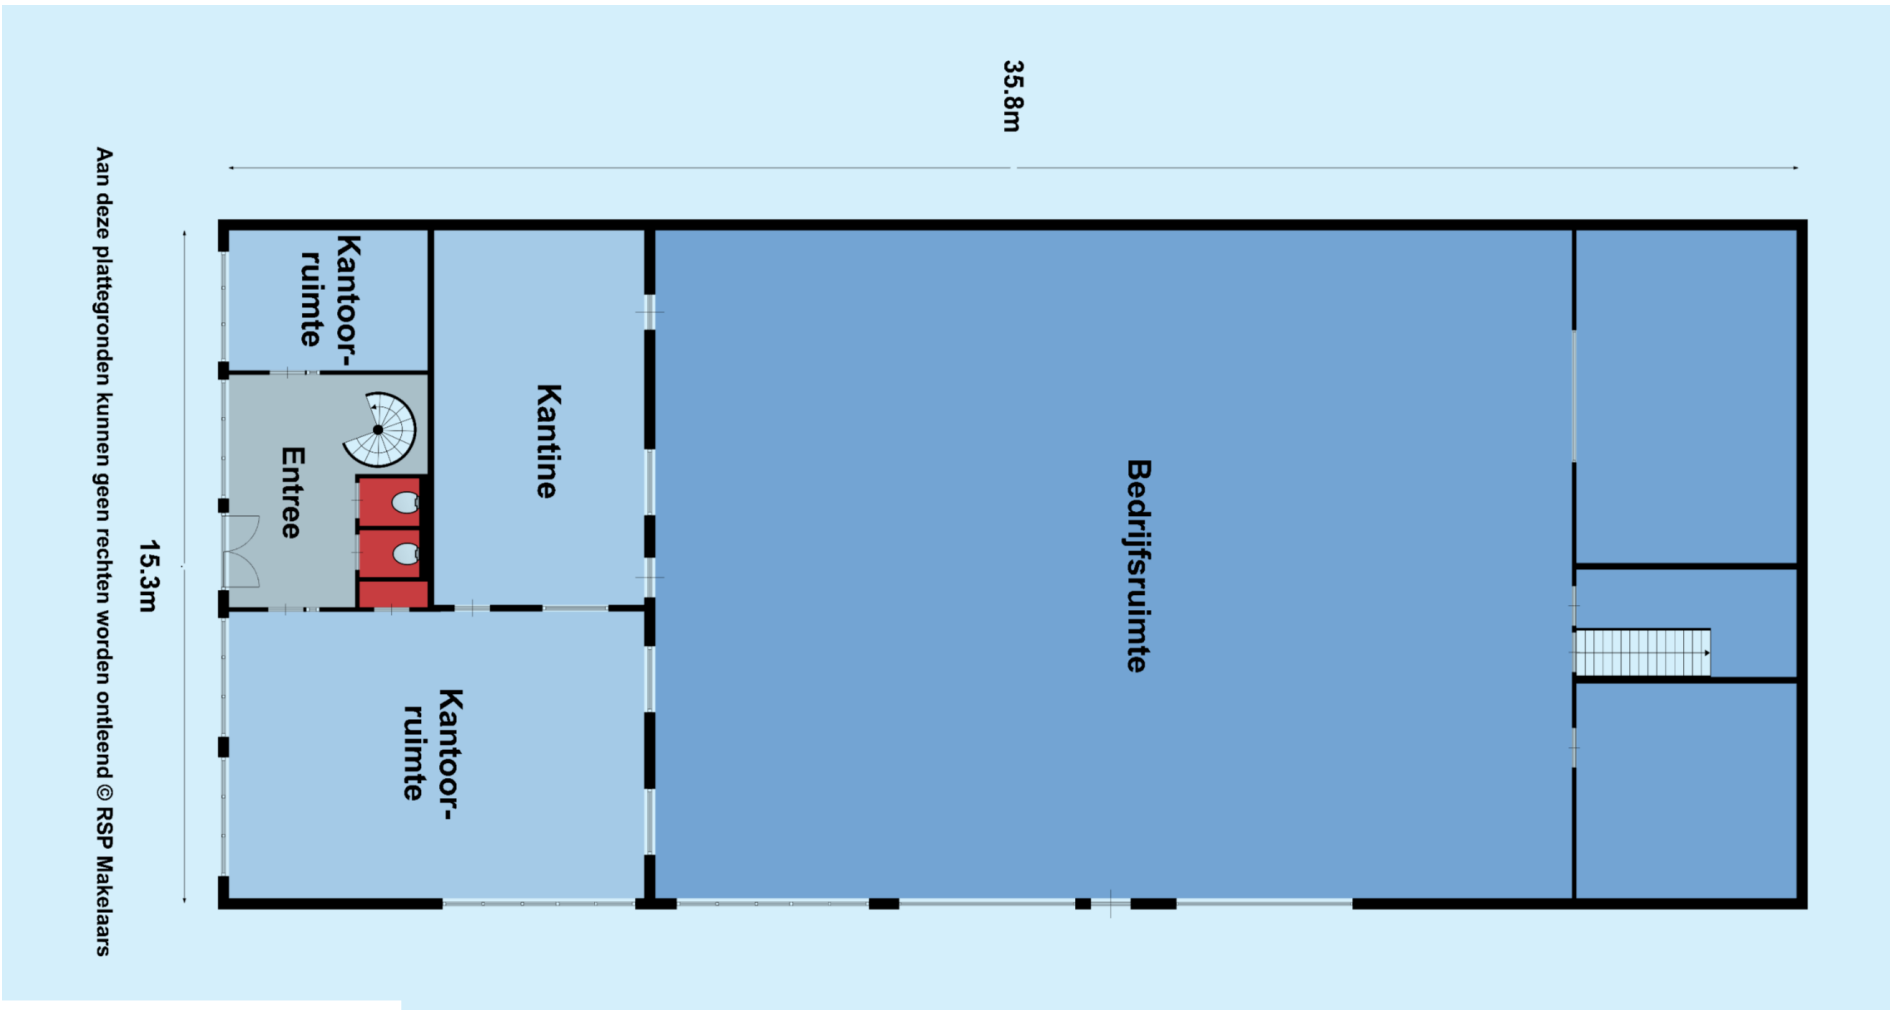 35.8m
Kantoor-
ruimte
Kantine
Entree
Bedrijfsruimte
15.3m
Kantoor-
ruimte
Aan deze plattegronden kunnen geen rechten worden ontleend © RSP Makelaars